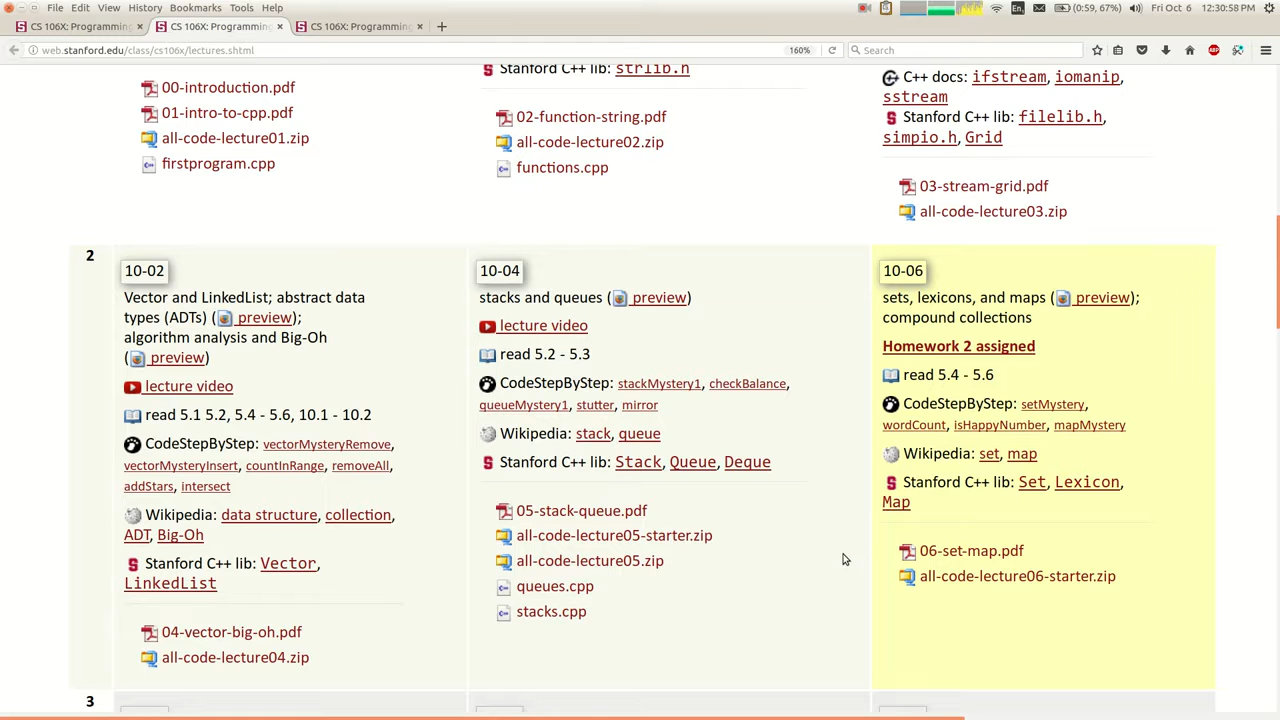 File Edit View History Bookmarks Tools Help
(0:59, 67%) Fri Oct 6 12:30:58 PM
CS 106X: Programming × CS 106X: Programming × CS 106X: Programming × +
web.stanford.edu/class/cs106x/lectures.shtml 160% Search
00-introduction.pdf
01-intro-to-cpp.pdf
all-code-lecture01.zip
firstprogram.cpp
Stanford C++ lib: strlib.h
02-function-string.pdf
all-code-lecture02.zip
functions.cpp
C++ docs: ifstream, iomanip,
sstream
Stanford C++ lib: filelib.h,
simpio.h, Grid
03-stream-grid.pdf
all-code-lecture03.zip
2
10-02
Vector and LinkedList; abstract data
types (ADTs) ( preview);
algorithm analysis and Big-Oh
( preview)
lecture video
read 5.1 5.2, 5.4 - 5.6, 10.1 - 10.2
CodeStepByStep: vectorMysteryRemove,
vectorMysteryInsert, countInRange, removeAll,
addStars, intersect
Wikipedia: data structure, collection,
ADT, Big-Oh
Stanford C++ lib: Vector,
LinkedList
04-vector-big-oh.pdf
all-code-lecture04.zip
10-04
stacks and queues ( preview)
lecture video
read 5.2 - 5.3
CodeStepByStep: stackMystery1, checkBalance,
queueMystery1, stutter, mirror
Wikipedia: stack, queue
Stanford C++ lib: Stack, Queue, Deque
05-stack-queue.pdf
all-code-lecture05-starter.zip
all-code-lecture05.zip
queues.cpp
stacks.cpp
10-06
sets, lexicons, and maps ( preview);
compound collections
Homework 2 assigned
read 5.4 - 5.6
CodeStepByStep: setMystery,
wordCount, isHappyNumber, mapMystery
Wikipedia: set, map
Stanford C++ lib: Set, Lexicon,
Map
06-set-map.pdf
all-code-lecture06-starter.zip
3